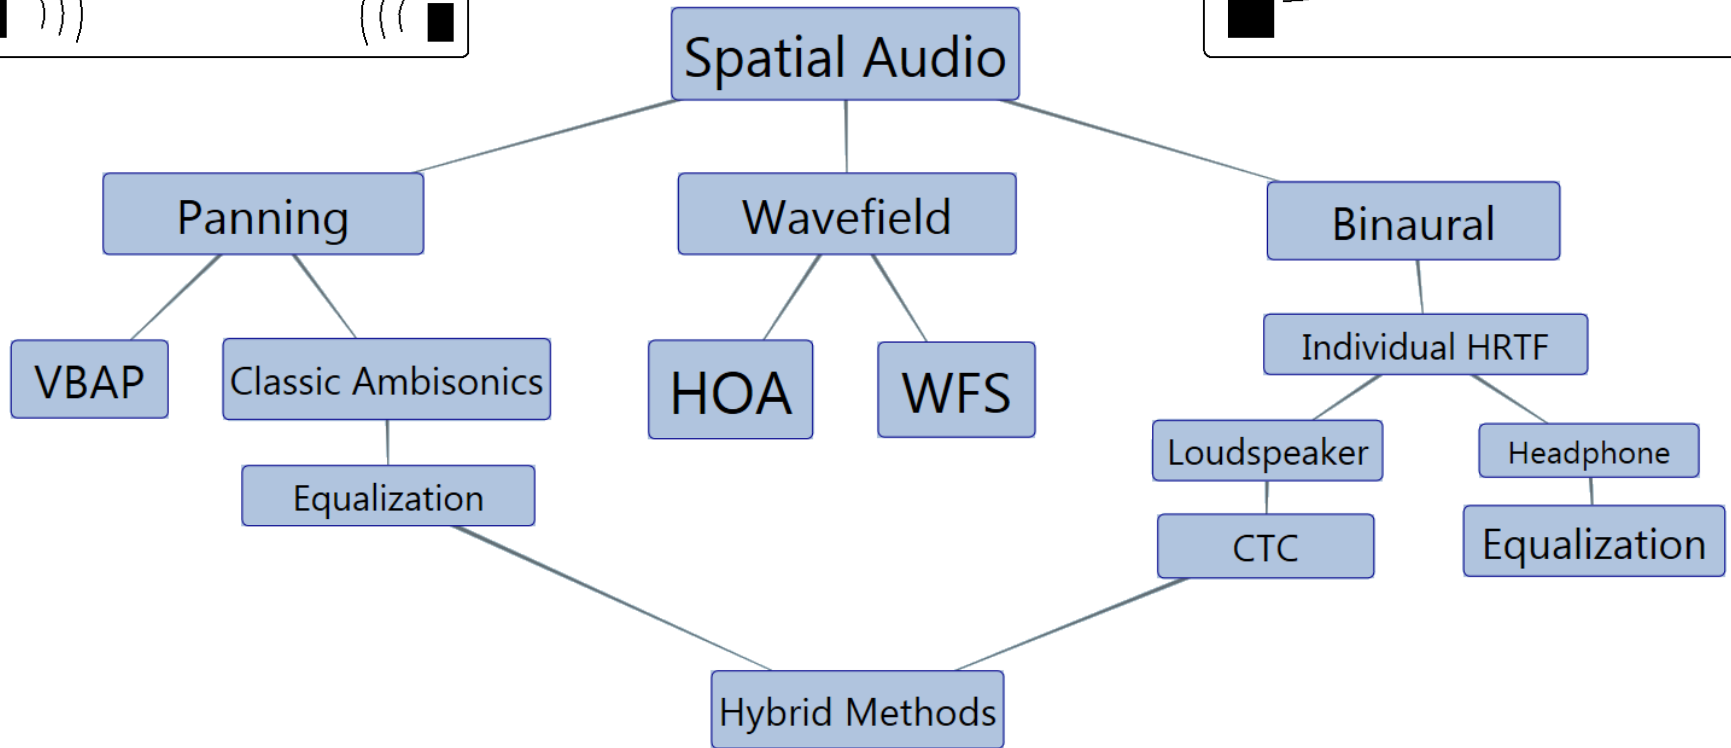 Spatial Audio
Panning
Wavefield
Binaural
VBAP
Classic Ambisonics
HOA
WFS
Individual HRTF
Loudspeaker
Headphone
Equalization
CTC
Equalization
Hybrid Methods